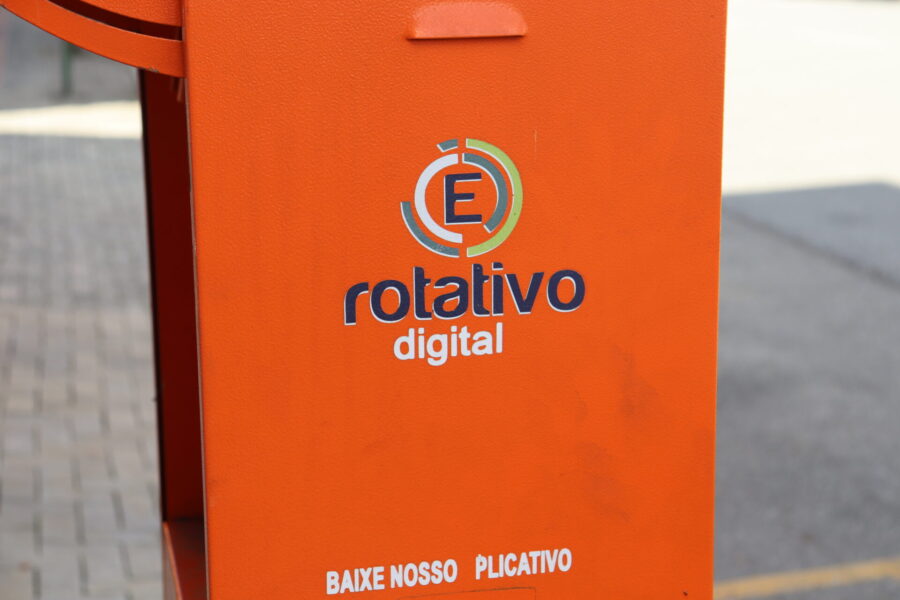 E
rotativo
digital
BAIXE NOSSO PLICATIVO